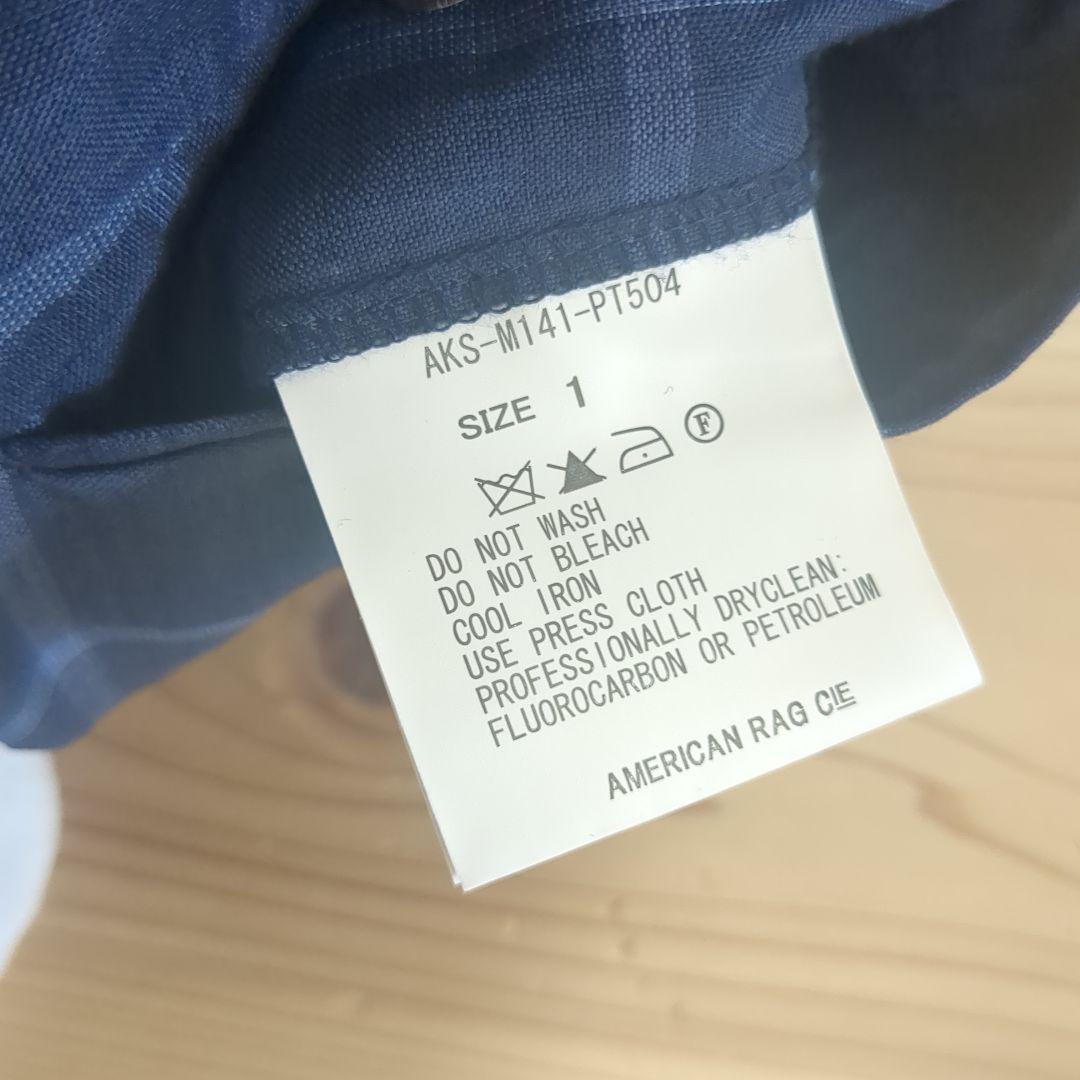 AKS-M141-PT504
SIZE 1
F
DO NOT WASH
DO NOT BLEACH
COOL IRON
USE PRESS CLOTH
PROFESSIONALLY DRYCLEAN:
FLUOROCARBON OR PETROLEUM
AMERICAN RAG CIE